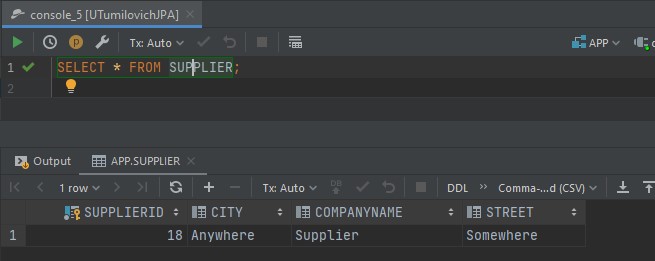 console_5 [UTumilovichJPA]
Tx: Auto APP
1 SELECT * FROM SUPPLIER;
2
Output APP.SUPPLIER
1 row Tx: Auto DB DDL Comma-...d (CSV)
SUPPLIERID CITY COMPANYNAME STREET
1 18 Anywhere Supplier Somewhere